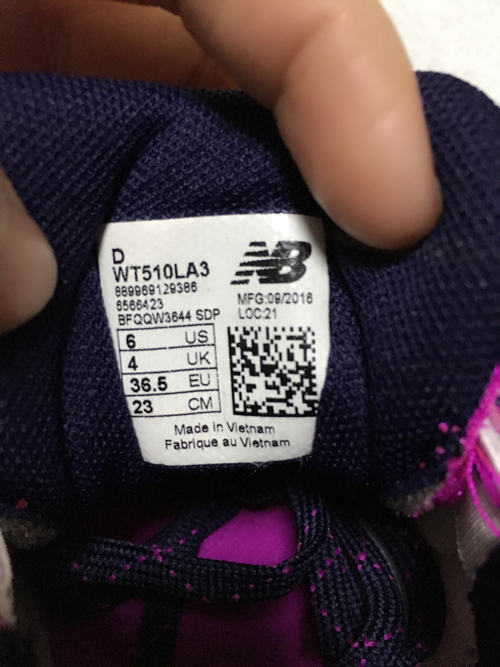 D
WT510LA3
889969129386
6566423
BFQQW3644 SDP
NB
MFG:09/2016
LOC:21
6 US
4 UK
36.5 EU
23 CM
Made in Vietnam
Fabrique au Vietnam